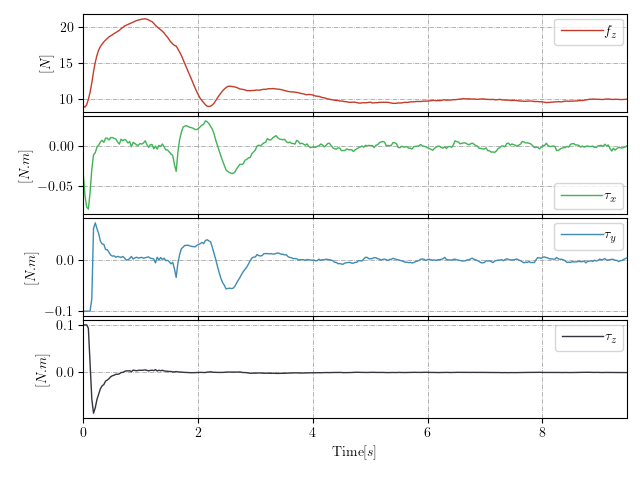 20
15
10
[N]
f_z
0.00
−0.05
[N.m]
τ_x
0.0
−0.1
[N.m]
τ_y
0.1
0.0
[N.m]
τ_z
0 2 4 6 8
Time[s]